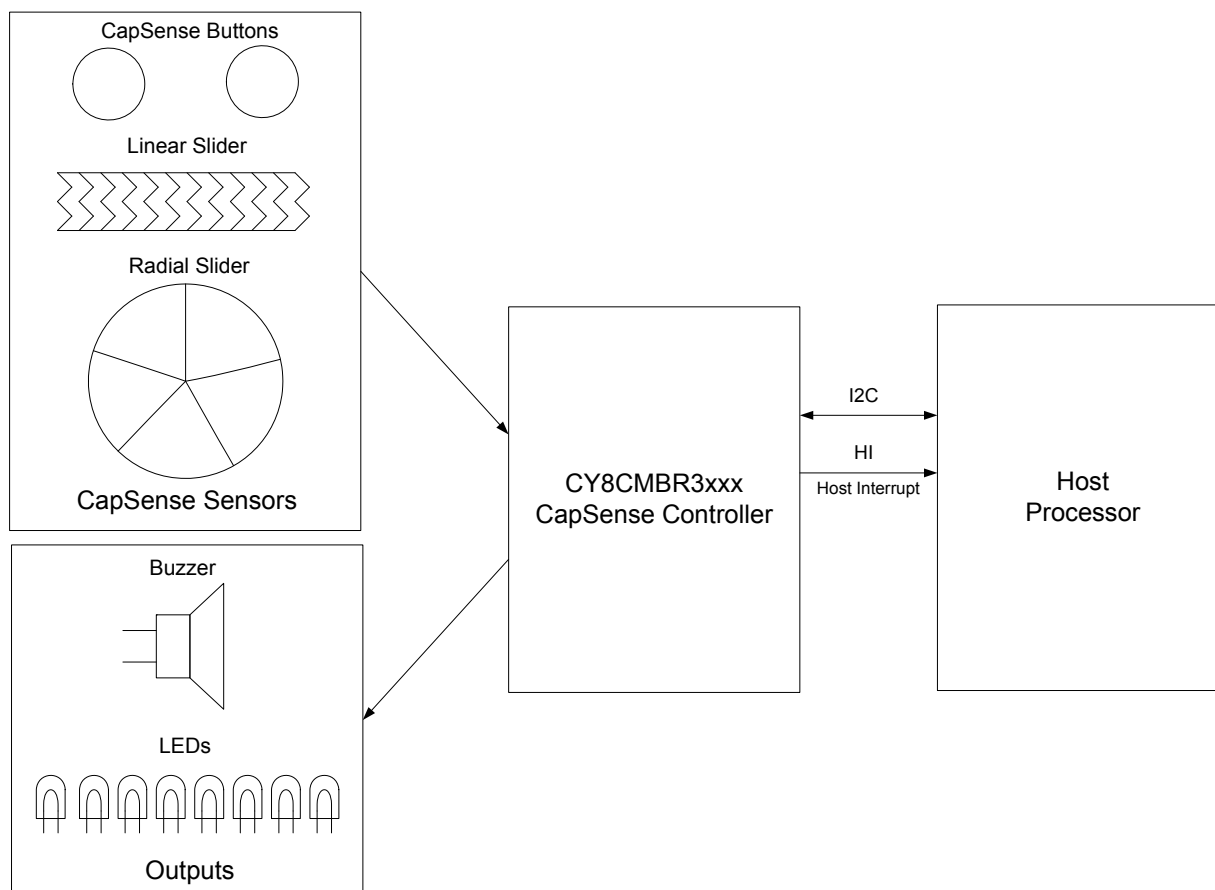 CapSense Buttons
Linear Slider
Radial Slider
CapSense Sensors
Buzzer
LEDs
Outputs
CY8CMBR3xxx
CapSense Controller
I2C
HI
Host Interrupt
Host
Processor